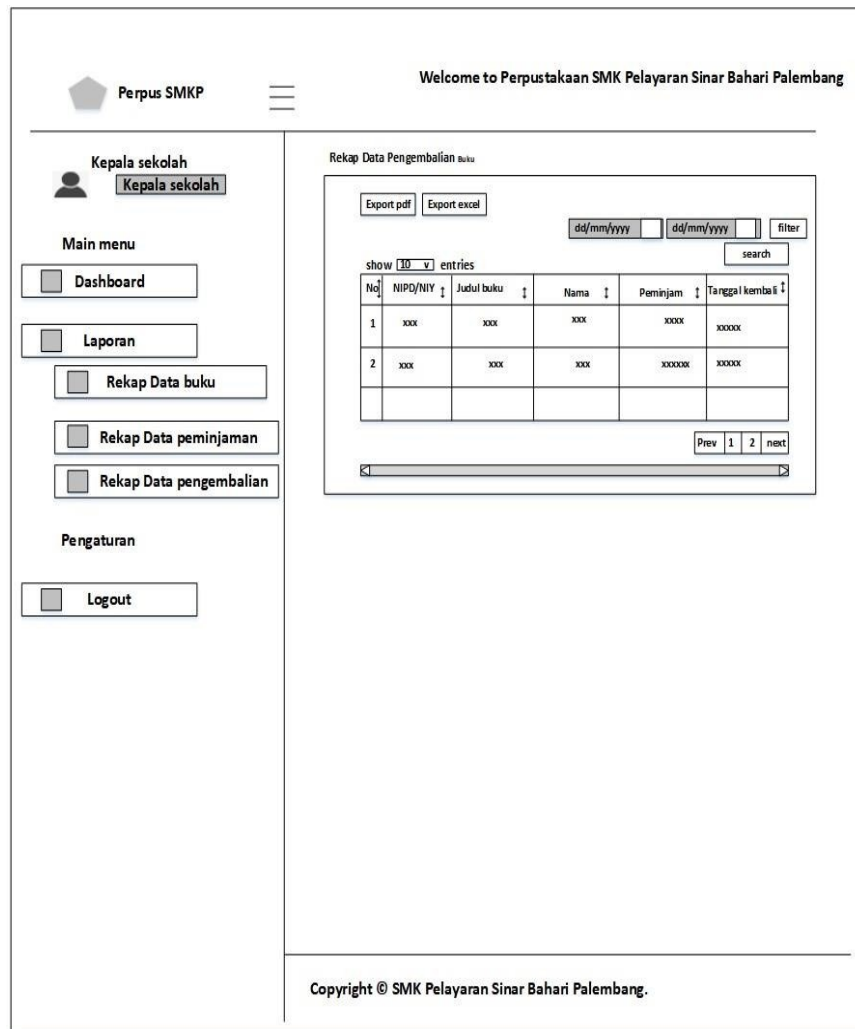 Perpus SMKP
Welcome to Perpustakaan SMK Pelayaran Sinar Bahari Palembang
Kepala sekolah
Kepala sekolah
Main menu
Dashboard
Laporan
Rekap Data buku
Rekap Data peminjaman
Rekap Data pengembalian
Pengaturan
Logout
Rekap Data Pengembalian Buku
Export pdf Export excel
dd/mm/yyyy dd/mm/yyyy filter
search
show 10 v entries
No NIPD/NIY Judul buku Nama Peminjam Tanggal kembali
1 xxx xxx xxx xxxx xxxxx
2 xxx xxx xxx xxxxxx xxxxx
Prev 1 2 next
Copyright © SMK Pelayaran Sinar Bahari Palembang.